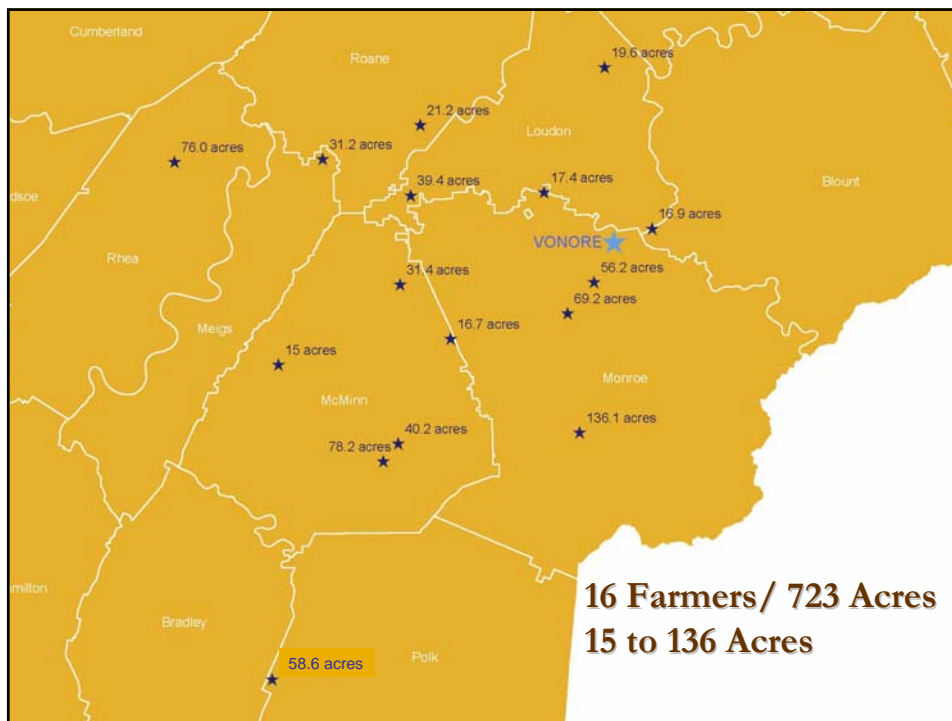 Cumberland
Roane
19.6 acres
21.2 acres
Loudon
76.0 acres
31.2 acres
17.4 acres
39.4 acres
Blount
dsoe
16.9 acres
VONORE
Rhea
56.2 acres
31.4 acres
69.2 acres
Meigs
16.7 acres
15 acres
Monroe
McMinn
136.1 acres
40.2 acres
78.2 acres
16 Farmers/ 723 Acres
amilton
Bradley
15 to 136 Acres
58.6 acres
Polk